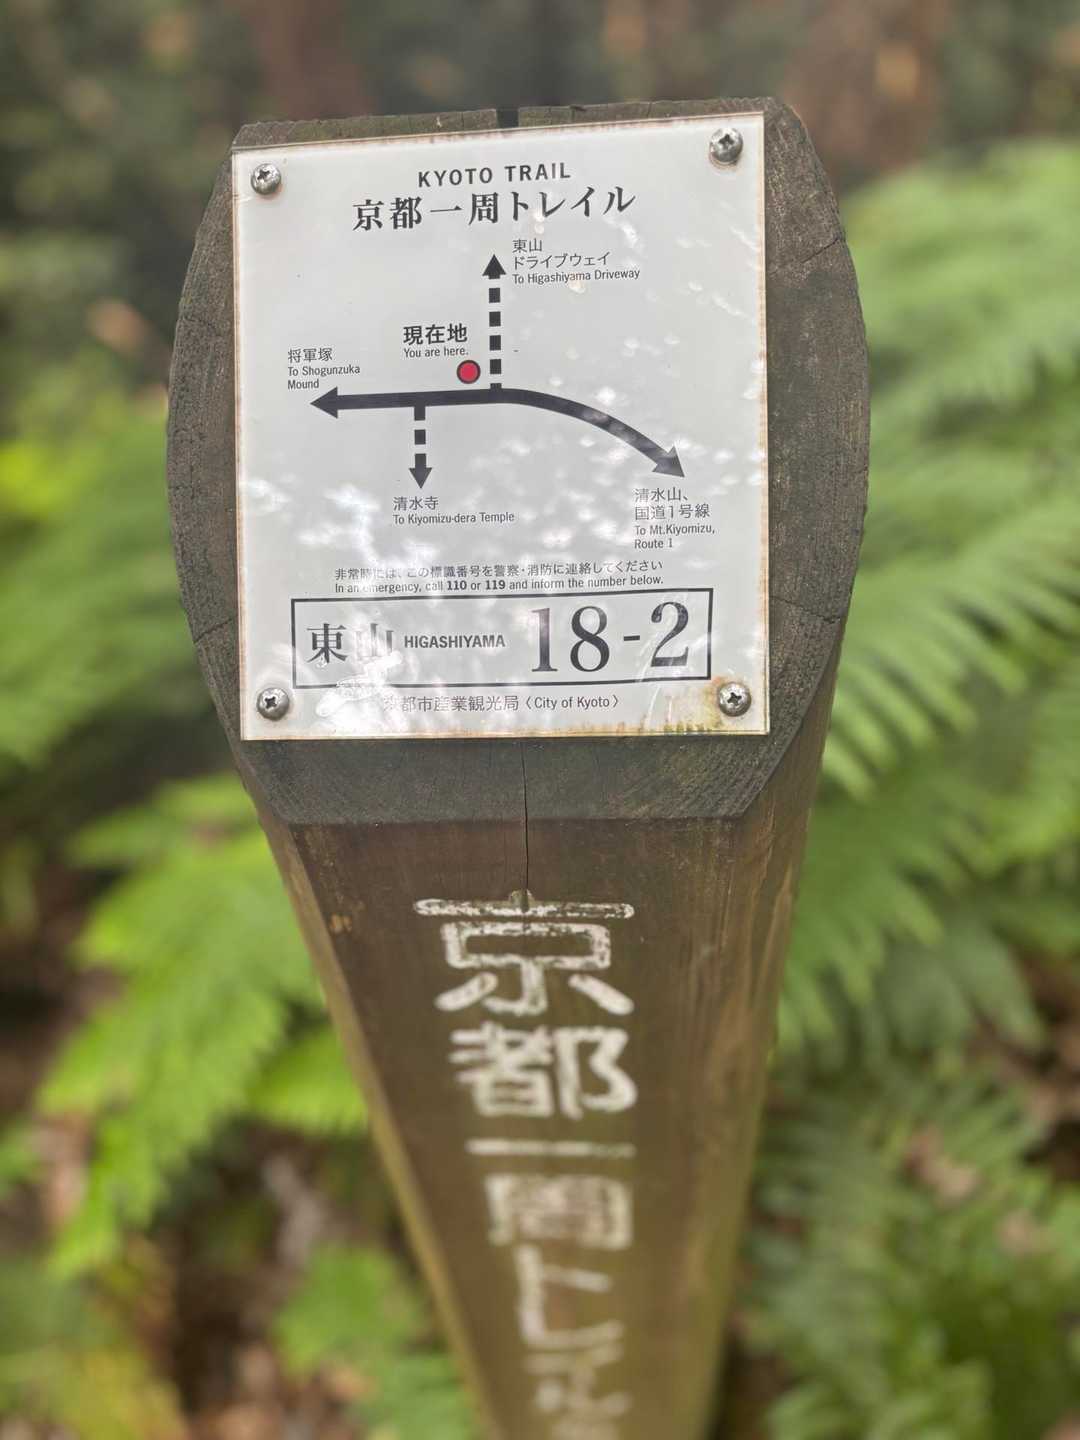 KYOTO TRAIL
京都一周トレイル
東山
ドライブウェイ
To Higashiyama Driveway
現在地
You are here.
将軍塚
To Shogunzuka
Mound
清水寺
To Kiyomizu-dera Temple
清水山、
国道1号線
To Mt.Kiyomizu,
Route 1
非常時には、この標識番号を警察・消防に連絡してください
In an emergency, call 110 or 119 and inform the number below.
東山 HIGASHIYAMA 18-2
京都市産業観光局〈City of Kyoto〉
京都一周トレイ